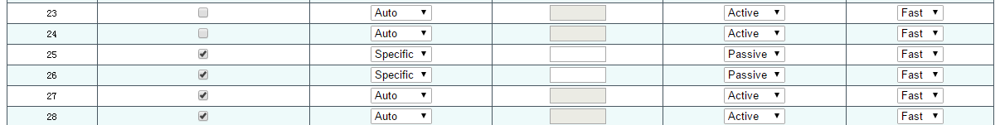 23 Auto Active Fast
24 Auto Active Fast
25 Specific Passive Fast
26 Specific Passive Fast
27 Auto Active Fast
28 Auto Active Fast